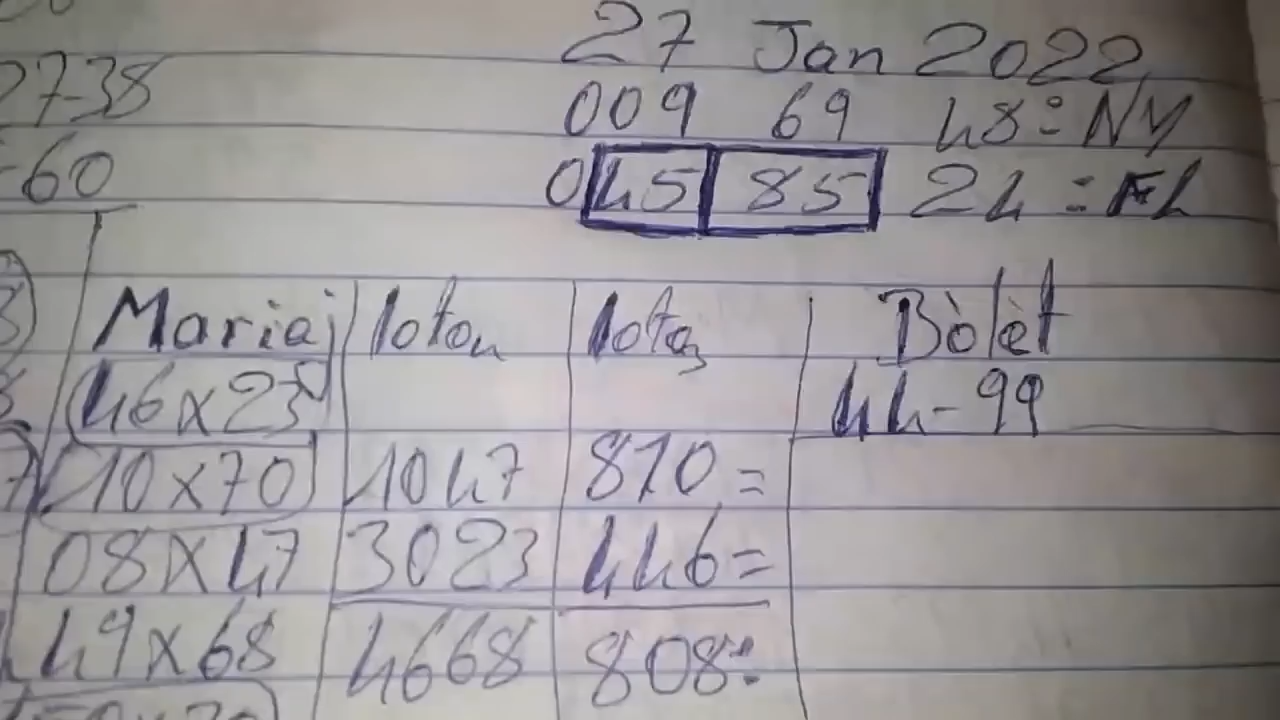 27 Jan 2022
27-38
009 69 48 = NY
-60
045 85 24 = FL
Mariaj loto4 loto3 Bòlèt
46x23 44-99
10x70 1047 810=
08x47 3023 446=
49x68 4668 808=